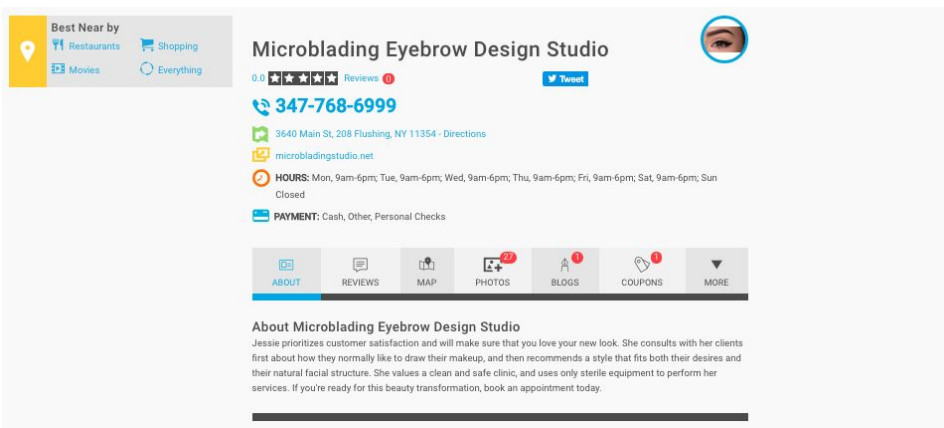 Best Near by
Restaurants Shopping
Movies Everything
Microblading Eyebrow Design Studio
0.0 Reviews 0
Tweet
347-768-6999
3640 Main St, 208 Flushing, NY 11354 - Directions
microbladingstudio.net
HOURS: Mon, 9am-6pm; Tue, 9am-6pm; Wed, 9am-6pm; Thu, 9am-6pm; Fri, 9am-6pm; Sat, 9am-6pm; Sun
Closed
PAYMENT: Cash, Other, Personal Checks
27 1 1
ABOUT REVIEWS MAP PHOTOS BLOGS COUPONS MORE
About Microblading Eyebrow Design Studio
Jessie prioritizes customer satisfaction and will make sure that you love your new look. She consults with her clients
first about how they normally like to draw their makeup, and then recommends a style that fits both their desires and
their natural facial structure. She values a clean and safe clinic, and uses only sterile equipment to perform her
services. If you're ready for this beauty transformation, book an appointment today.